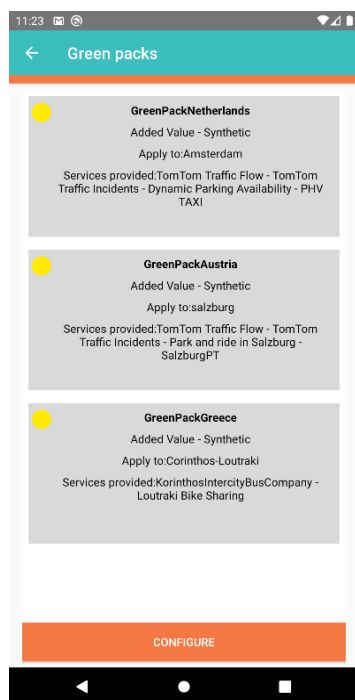 11:23
Green packs
GreenPackNetherlands
Added Value - Synthetic
Apply to:Amsterdam
Services provided:TomTom Traffic Flow - TomTom
Traffic Incidents - Dynamic Parking Availability - PHV
TAXI
GreenPackAustria
Added Value - Synthetic
Apply to:salzburg
Services provided:TomTom Traffic Flow - TomTom
Traffic Incidents - Park and ride in Salzburg -
SalzburgPT
GreenPackGreece
Added Value - Synthetic
Apply to:Corinthos-Loutraki
Services provided:KorinthosIntercityBusCompany -
Loutraki Bike Sharing
CONFIGURE